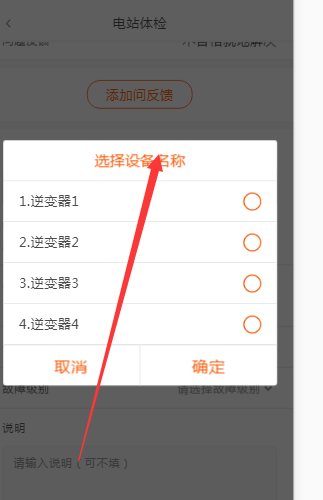 电站体检
添加问反馈
选择设备名称
1.逆变器1
2.逆变器2
3.逆变器3
4.逆变器4
取消 确定
故障级别 请选择故障级别
说明
请输入说明（可不填）